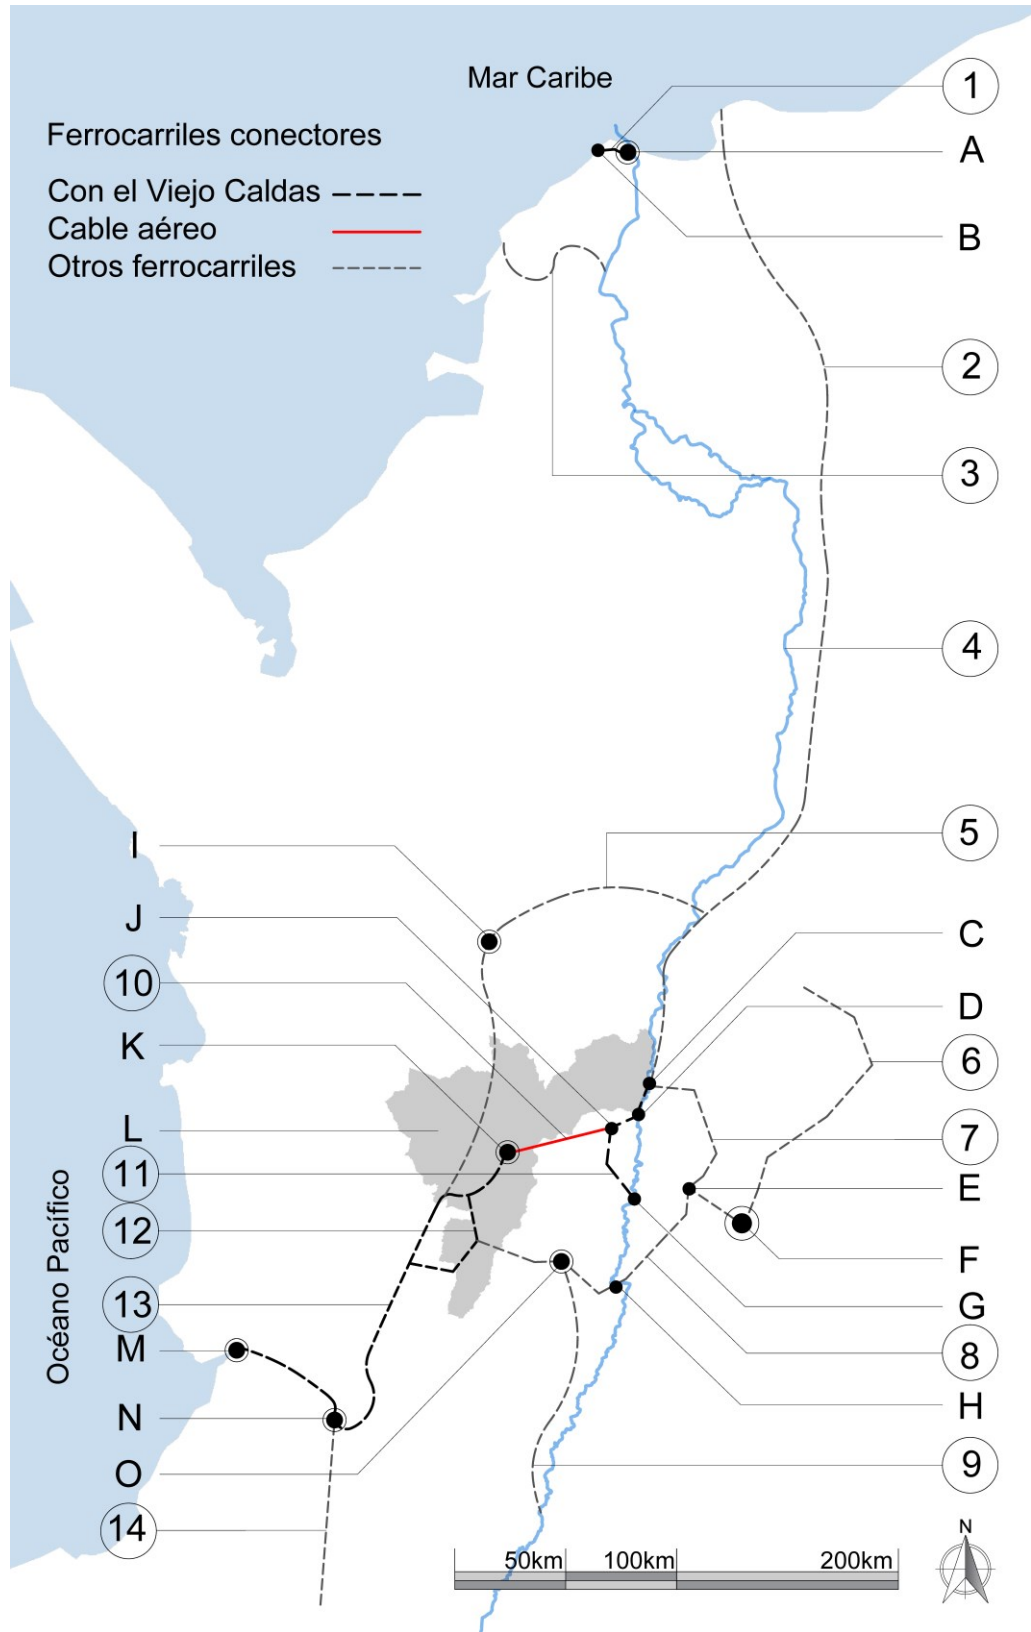 Mar Caribe
Ferrocarriles conectores
Con el Viejo Caldas
Cable aéreo
Otros ferrocarriles
1
A
B
2
3
4
5
C
D
6
7
E
F
G
8
H
9
I
J
10
K
L
11
12
13
M
N
O
14
Océano Pacífico
50km
100km
200km
N